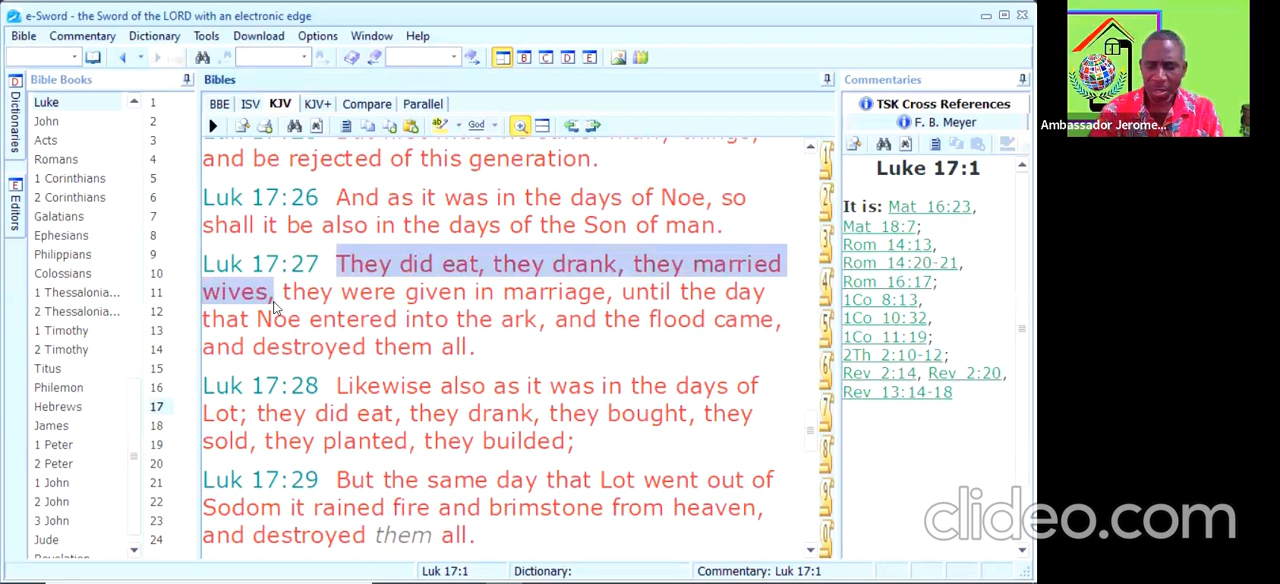 e-Sword - the Sword of the LORD with an electronic edge
Bible Commentary Dictionary Tools Download Options Window Help
B C D E
Bible Books
Bibles
Commentaries
D Dictionaries
E Editors
Luke 1
John 2
Acts 3
Romans 4
1 Corinthians 5
2 Corinthians 6
Galatians 7
Ephesians 8
Philippians 9
Colossians 10
1 Thessalonia... 11
2 Thessalonia... 12
1 Timothy 13
2 Timothy 14
Titus 15
Philemon 16
Hebrews 17
James 18
1 Peter 19
2 Peter 20
1 John 21
2 John 22
3 John 23
Jude 24
BBE ISV KJV KJV+ Compare Parallel
God
and be rejected of this generation.
Luk 17:26 And as it was in the days of Noe, so
shall it be also in the days of the Son of man.
Luk 17:27 They did eat, they drank, they married
wives, they were given in marriage, until the day
that Noe entered into the ark, and the flood came,
and destroyed them all.
Luk 17:28 Likewise also as it was in the days of
Lot; they did eat, they drank, they bought, they
sold, they planted, they builded;
Luk 17:29 But the same day that Lot went out of
Sodom it rained fire and brimstone from heaven,
and destroyed them all.
1
2
3
4
5
6
7
8
9
0
TSK Cross References
F. B. Meyer
Luke 17:1
It is: Mat 16:23,
Mat 18:7;
Rom 14:13,
Rom 14:20-21,
Rom 16:17;
1Co 8:13,
1Co 10:32,
1Co 11:19;
2Th 2:10-12;
Rev 2:14, Rev 2:20,
Rev 13:14-18
Luk 17:1 Dictionary: Commentary: Luk 17:1
Ambassador Jerome...
clideo.com